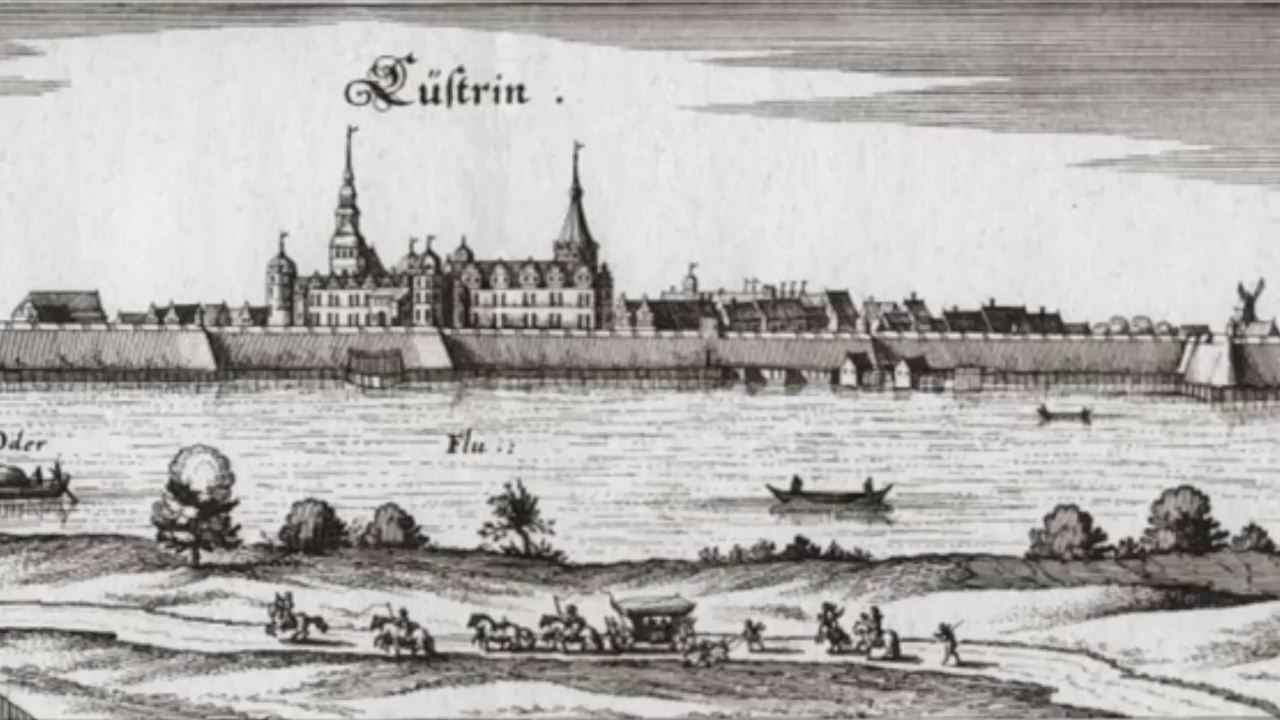 Cüſtrin .
Oder Flu ::